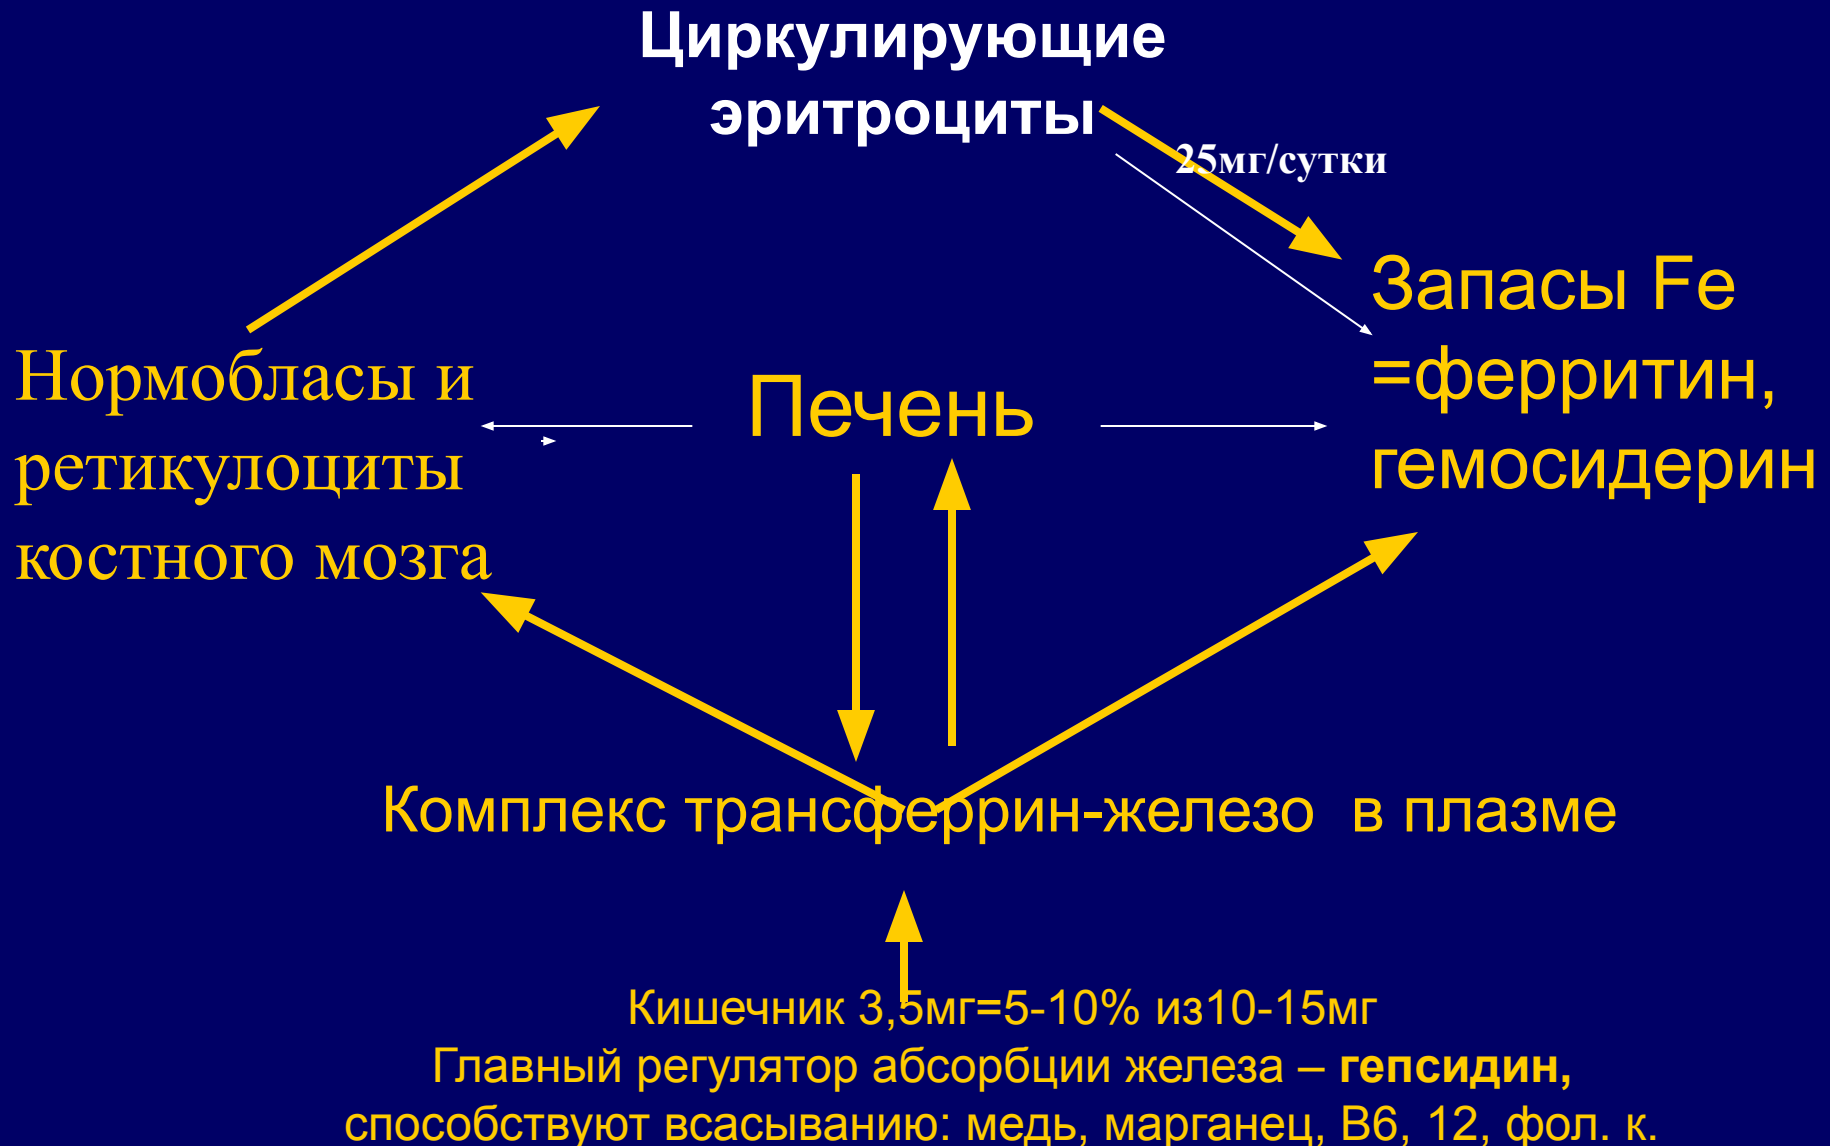 Циркулирующие
эритроциты
25мг/сутки
Запасы Fe
=ферритин,
гемосидерин
Нормобласы и
ретикулоциты
костного мозга
Печень
Комплекс трансферрин-железо в плазме
Кишечник 3,5мг=5-10% из10-15мг
Главный регулятор абсорбции железа – гепсидин,
способствуют всасыванию: медь, марганец, В6, 12, фол. к.